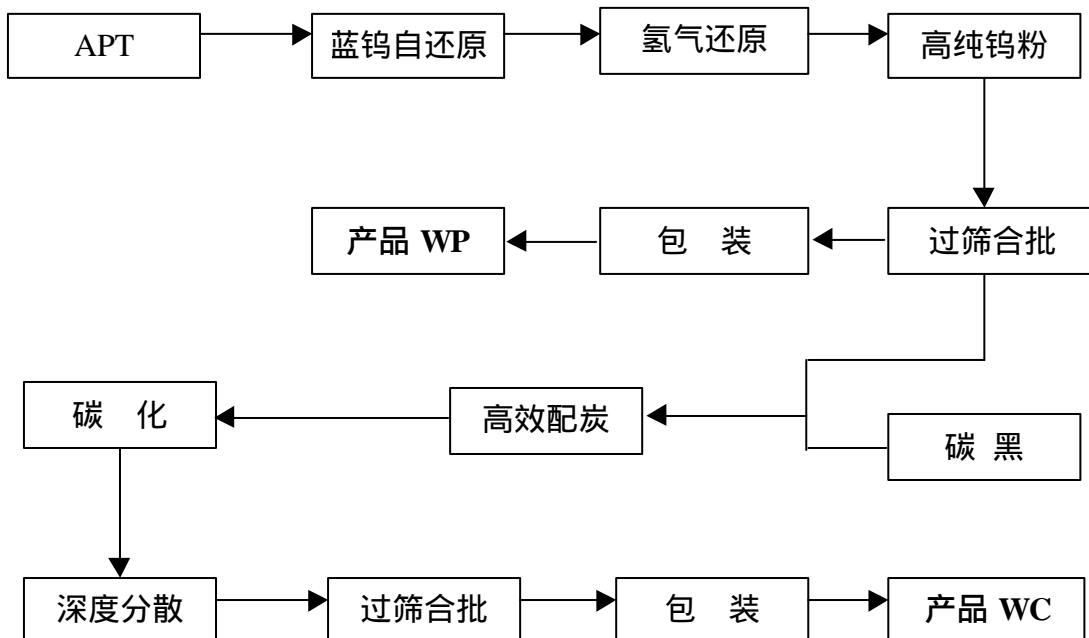 APT
蓝钨自还原
氢气还原
高纯钨粉
产品 WP
包 装
过筛合批
碳 化
高效配炭
碳 黑
深度分散
过筛合批
包 装
产品 WC